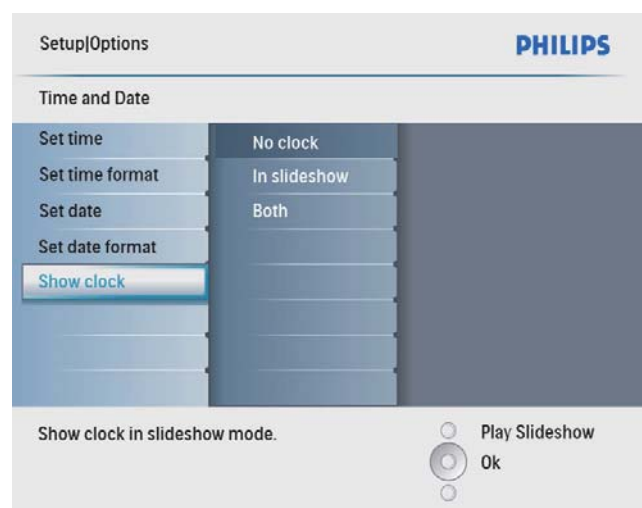 Setup|Options
PHILIPS
Time and Date
Set time
No clock
Set time format
In slideshow
Set date
Both
Set date format
Show clock
Show clock in slideshow mode.
Play Slideshow
Ok